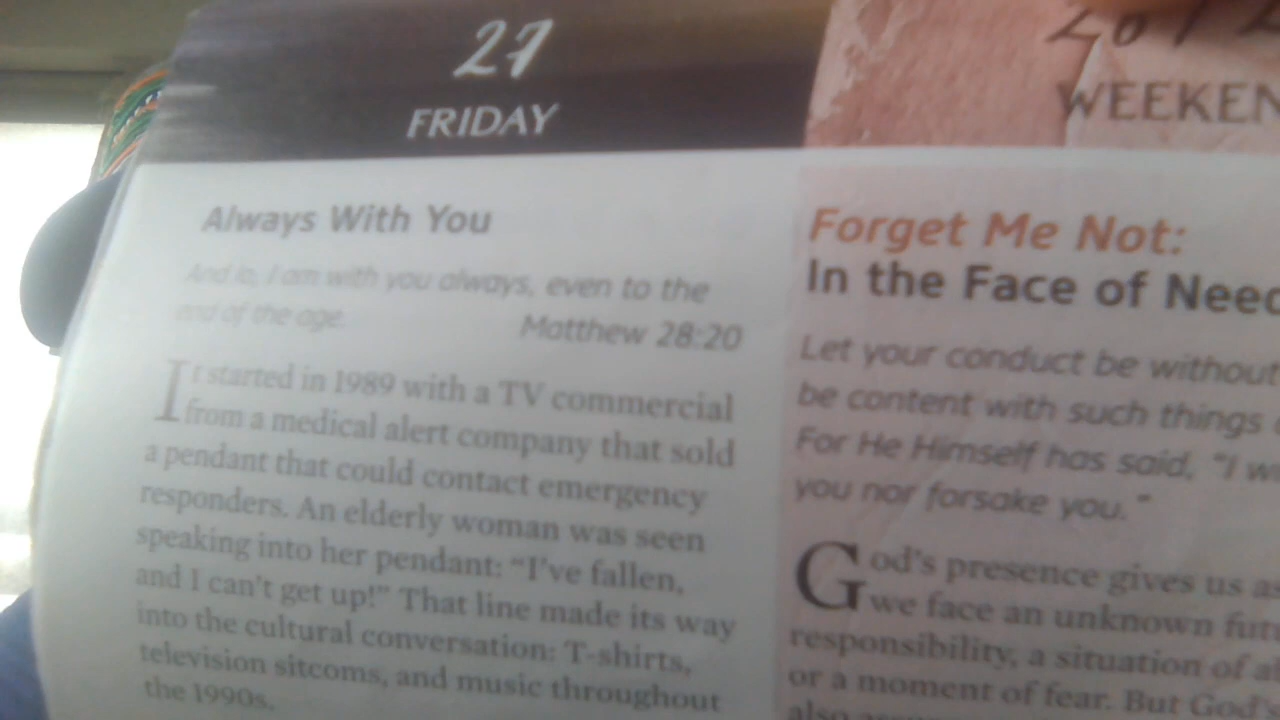 27
FRIDAY
Always With You
And lo, I am with you always, even to the
end of the age.
Matthew 28:20
It started in 1989 with a TV commercial
from a medical alert company that sold
a pendant that could contact emergency
responders. An elderly woman was seen
speaking into her pendant: “I’ve fallen,
and I can’t get up!” That line made its way
into the cultural conversation: T-shirts,
television sitcoms, and music throughout
the 1990s.
WEEKEN
Forget Me Not:
In the Face of Need
Let your conduct be without
be content with such things
For He Himself has said, “I wi
you nor forsake you.”
God’s presence gives us as
we face an unknown futu
responsibility, a situation of a
or a moment of fear. But God’s
also